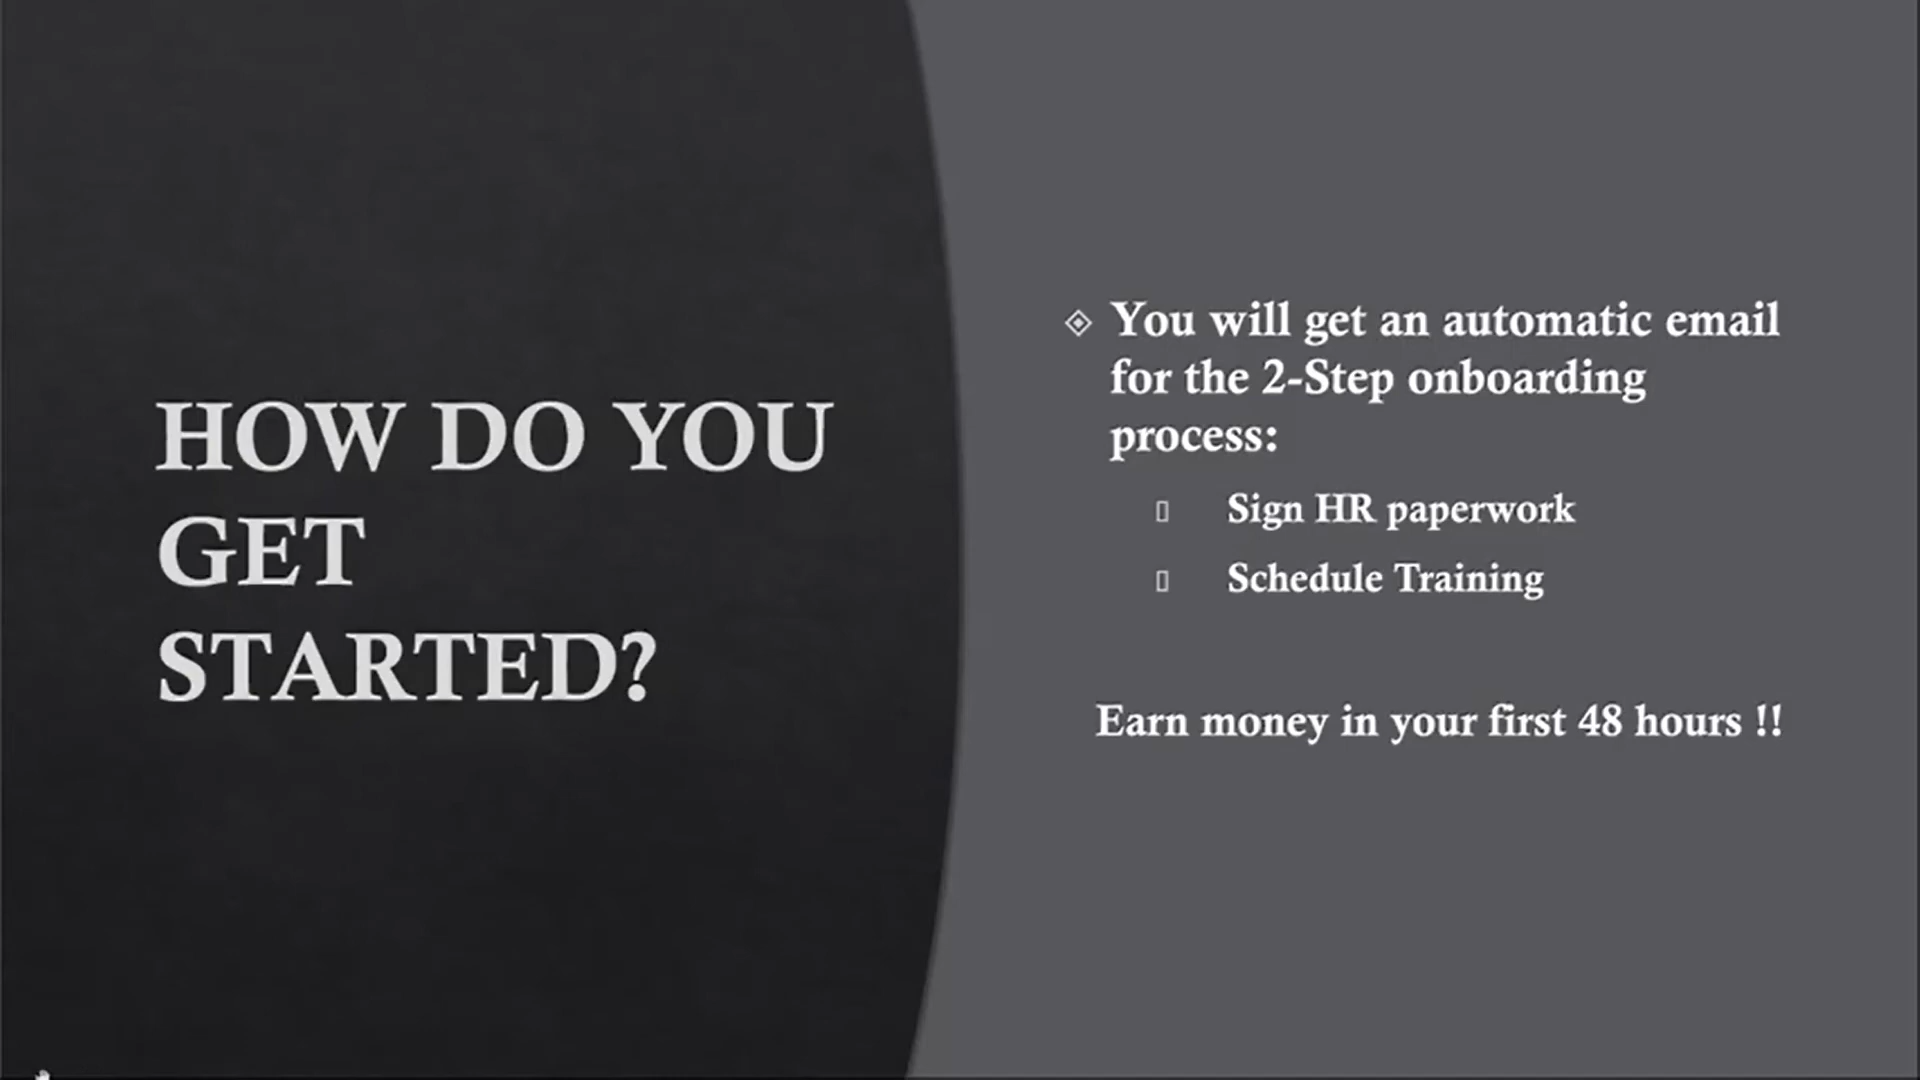 HOW DO YOU
GET
STARTED?
You will get an automatic email
for the 2-Step onboarding
process:
Sign HR paperwork
Schedule Training
Earn money in your first 48 hours !!